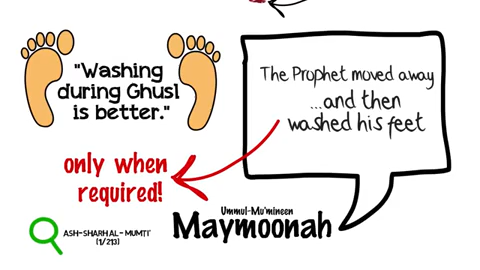 "Washing
during Ghusl
is better."
The Prophet moved away
...and then
washed his feet
only when
required!
Ummul-Mu'mineen
Maymoonah
ASH-SHARH AL-MUMTI'
(1/213)